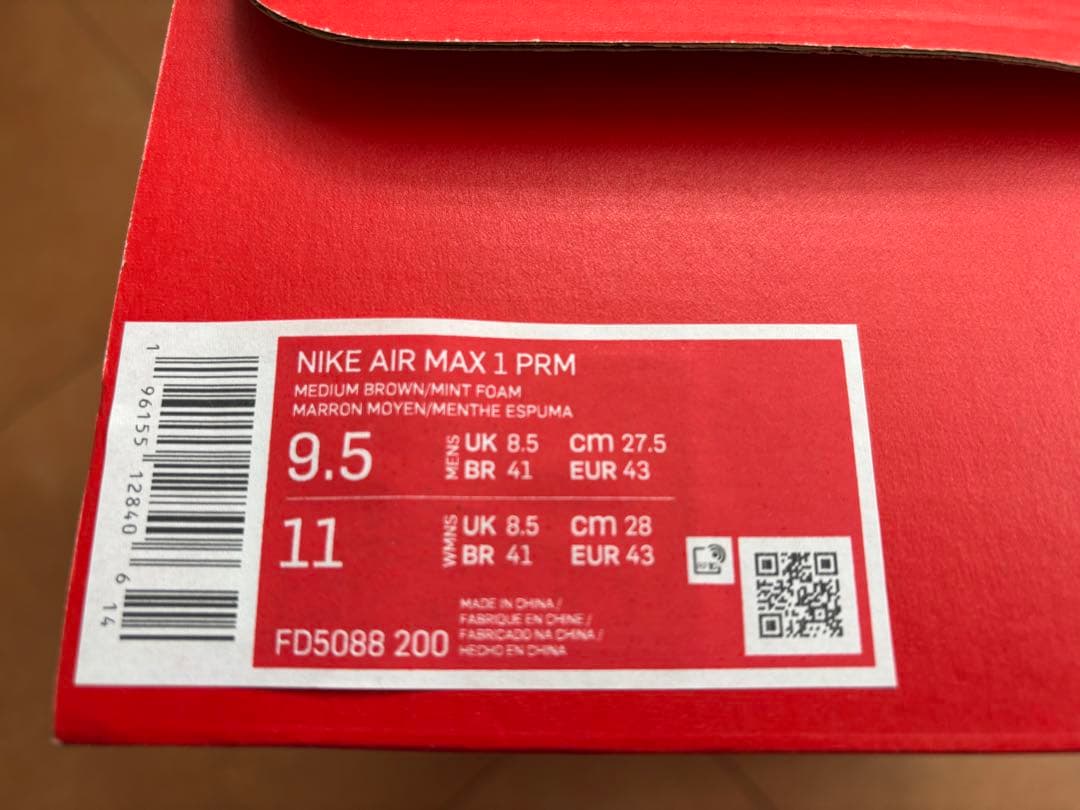 1 96155 12840 6 14
NIKE AIR MAX 1 PRM
MEDIUM BROWN/MINT FOAM
MARRON MOYEN/MENTHE ESPUMA
9.5 MENS UK 8.5 cm 27.5
BR 41 EUR 43
11 WMNS UK 8.5 cm 28
BR 41 EUR 43
FD5088 200
MADE IN CHINA /
FABRIQUE EN CHINE /
FABRICADO NA CHINA /
HECHO EN CHINA